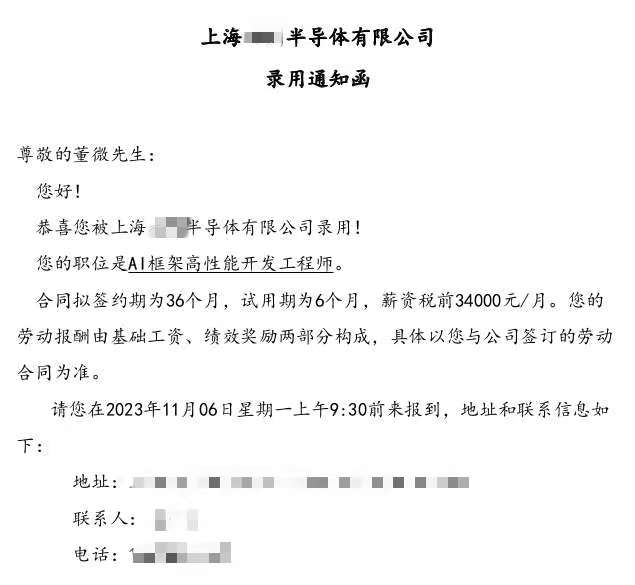 上海 半导体有限公司
录用通知函
尊敬的董微先生：
您好！
恭喜您被上海 半导体有限公司录用！
您的职位是AI框架高性能开发工程师。
合同拟签约期为36个月，试用期为6个月，薪资税前34000元/月。您的
劳动报酬由基础工资、绩效奖励两部分构成，具体以您与公司签订的劳动
合同为准。
请您在2023年11月06日星期一上午9:30前来报到，地址和联系信息如
下：
地址：
联系人：
电话：